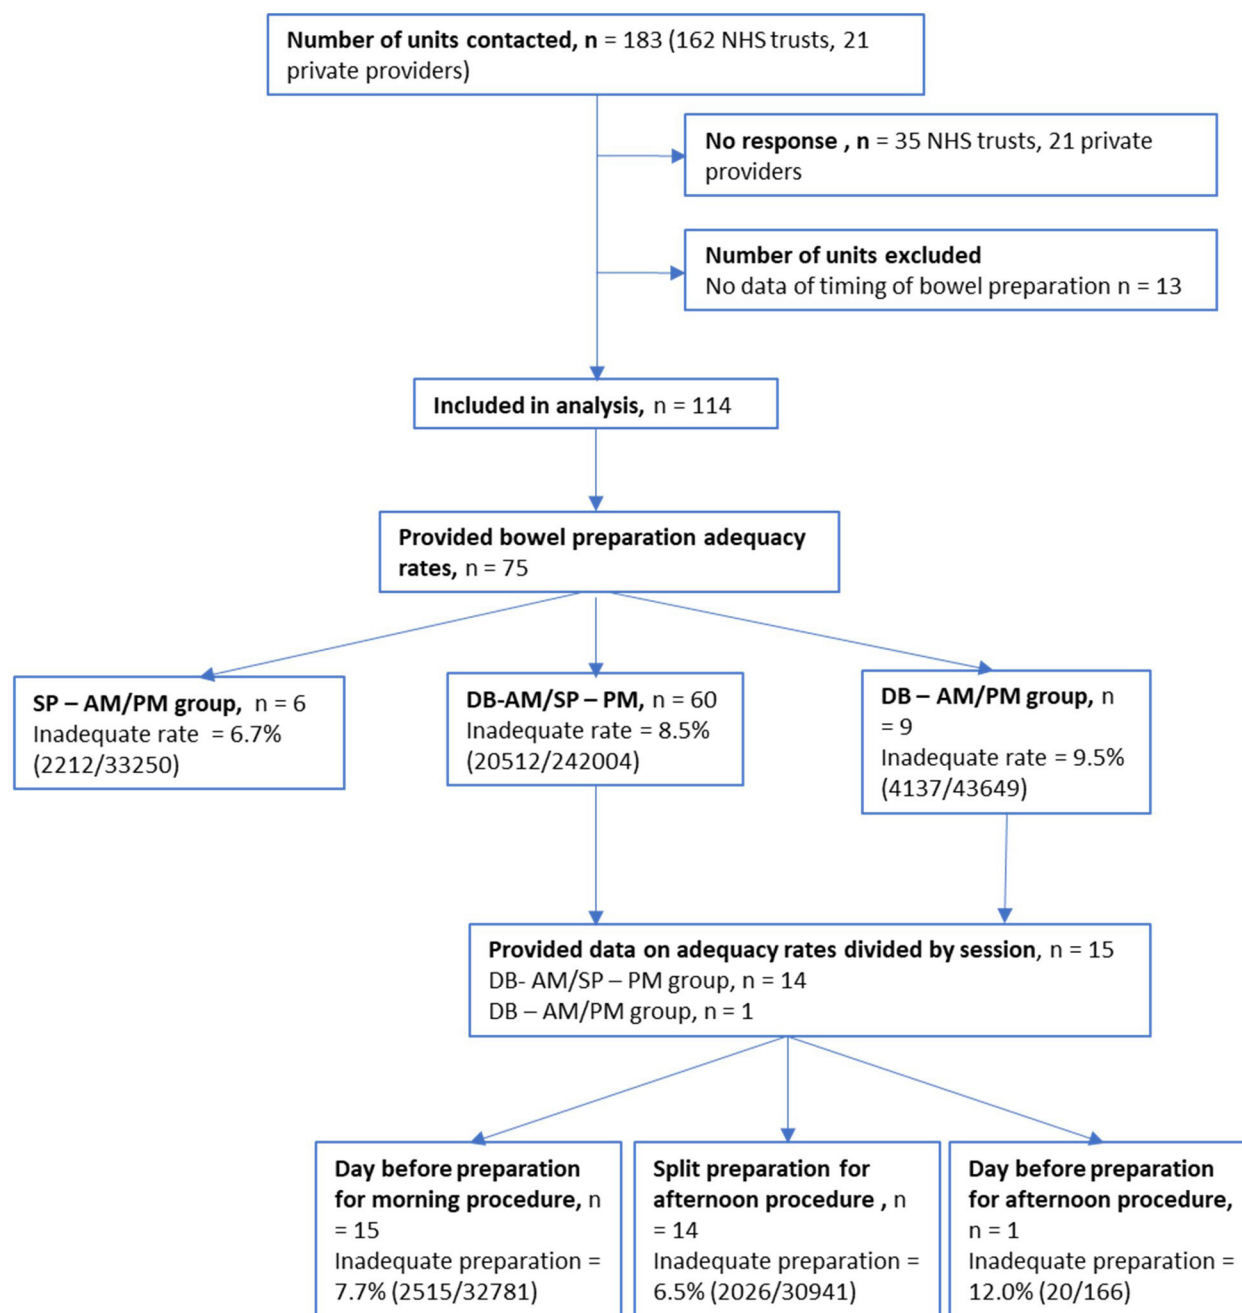 Number of units contacted, n = 183 (162 NHS trusts, 21
private providers)
No response , n = 35 NHS trusts, 21 private
providers
Number of units excluded
No data of timing of bowel preparation n = 13
Included in analysis, n = 114
Provided bowel preparation adequacy
rates, n = 75
SP – AM/PM group,  n = 6
Inadequate rate  = 6.7%
(2212/33250)
DB-AM/SP – PM, n = 60
Inadequate rate = 8.5%
(20512/242004)
DB – AM/PM group, n
= 9
Inadequate rate = 9.5%
(4137/43649)
Provided data on adequacy rates divided by session, n = 15
DB- AM/SP – PM group, n = 14
DB – AM/PM group, n = 1
Day before preparation
for morning procedure, n
= 15
Inadequate preparation =
7.7% (2515/32781)
Split preparation for
afternoon procedure , n
= 14
Inadequate preparation =
6.5% (2026/30941)
Day before preparation
for afternoon procedure,
n = 1
Inadequate preparation =
12.0% (20/166)